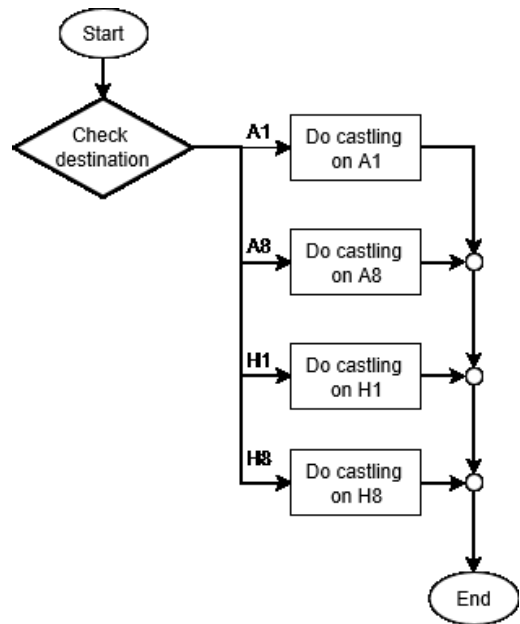 Start
Check
destination
A1
Do castling
on A1
A8
Do castling
on A8
H1
Do castling
on H1
H8
Do castling
on H8
End